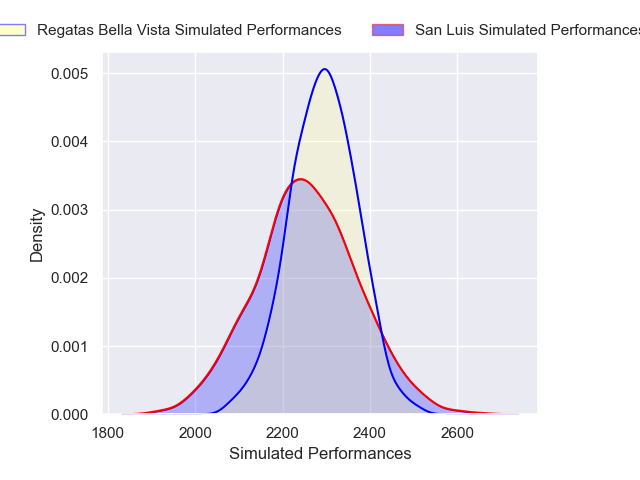 Regatas Bella Vista Simulated Performances
San Luis Simulated Performances
0.005
0.004
0.003
0.002
0.001
0.000
Density
1800 2000 2200 2400 2600
Simulated Performances